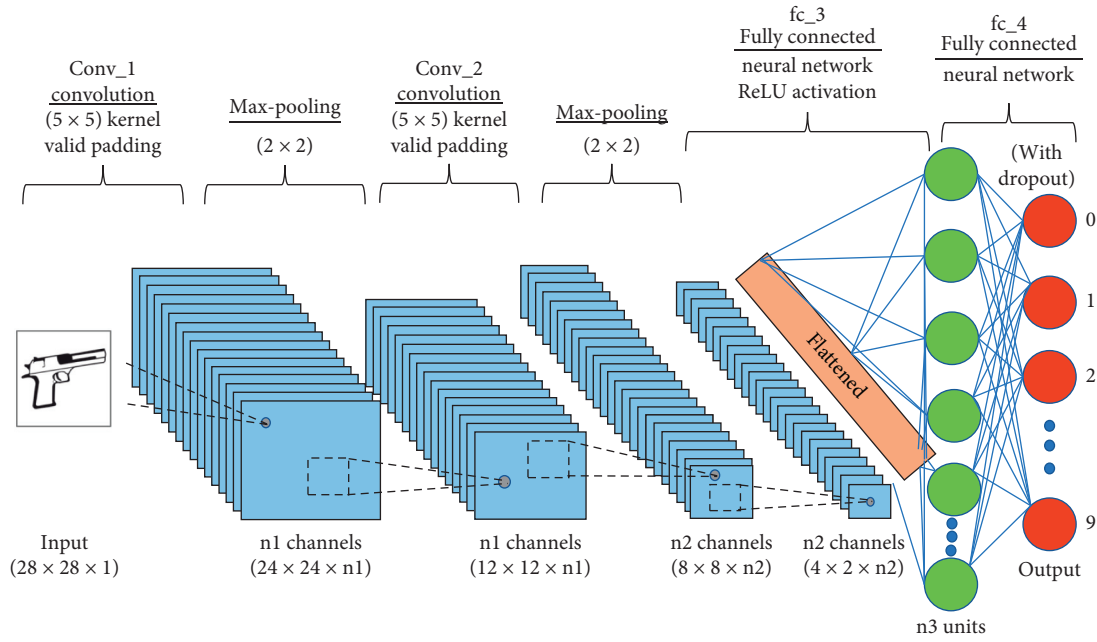 Conv_1
convolution
(5 × 5) kernel
valid padding
Max-pooling
(2 × 2)
Conv_2
convolution
(5 × 5) kernel
valid padding
Max-pooling
(2 × 2)
fc_3
Fully connected
neural network
ReLU activation
fc_4
Fully connected
neural network
(With
dropout)
Flattened
0
1
2
9
Input
(28 × 28 × 1)
n1 channels
(24 × 24 × n1)
n1 channels
(12 × 12 × n1)
n2 channels
(8 × 8 × n2)
n2 channels
(4 × 2 × n2)
Output
n3 units